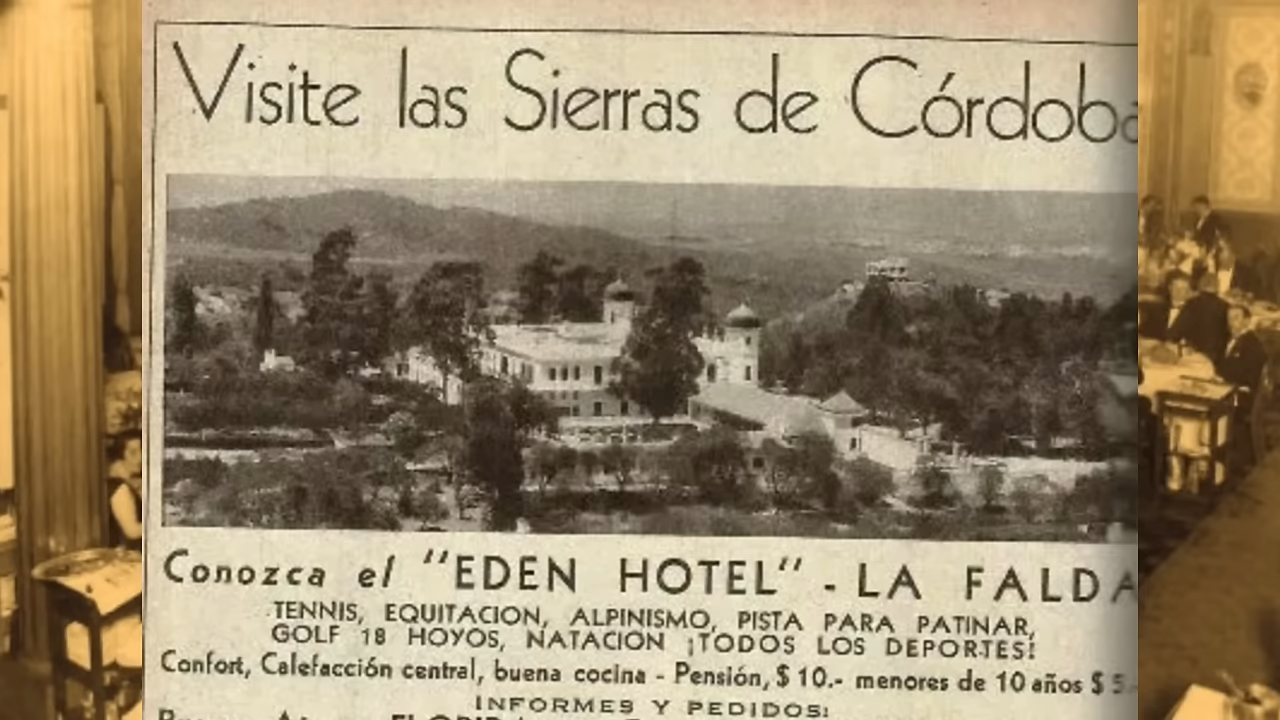 Visite las Sierras de Córdoba
Conozca el "EDEN HOTEL" - LA FALDA
TENNIS, EQUITACION, ALPINISMO, PISTA PARA PATINAR,
GOLF 18 HOYOS, NATACION ¡TODOS LOS DEPORTES!
Confort, Calefacción central, buena cocina - Pensión, $ 10.- menores de 10 años $ 5.-
INFORMES Y PEDIDOS: